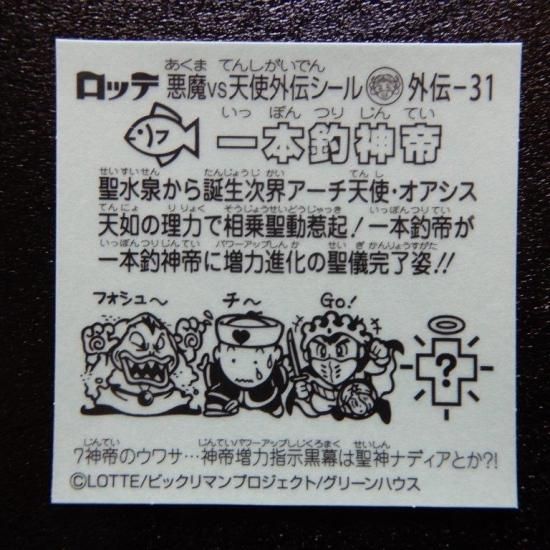 あくま てんしがいでん
ロッテ 悪魔VS天使外伝シール 外伝-31
いっ ぽん つり じん てい
一本釣神帝
せいすいせん たんじょうじ かい てん し
聖水泉から誕生次界アーチ天使・オアシス
てんにょ りりょく そうじょうせいどうじゃっき いっぽんつりてい
天如の理力で相乗聖動惹起!一本釣帝が
いっぽんつりじんてい パワーアップしんか せい ぎ かんりょうすがた
一本釣神帝に増力進化の聖儀完了姿!!
フォシュ〜 チ〜 Go!
?
じんてい じんていパワーアップしじくろまく せいしん
7神帝のウワサ…神帝増力指示黒幕は聖神ナディアとか?!
©LOTTE/ビックリマンプロジェクト/グリーンハウス